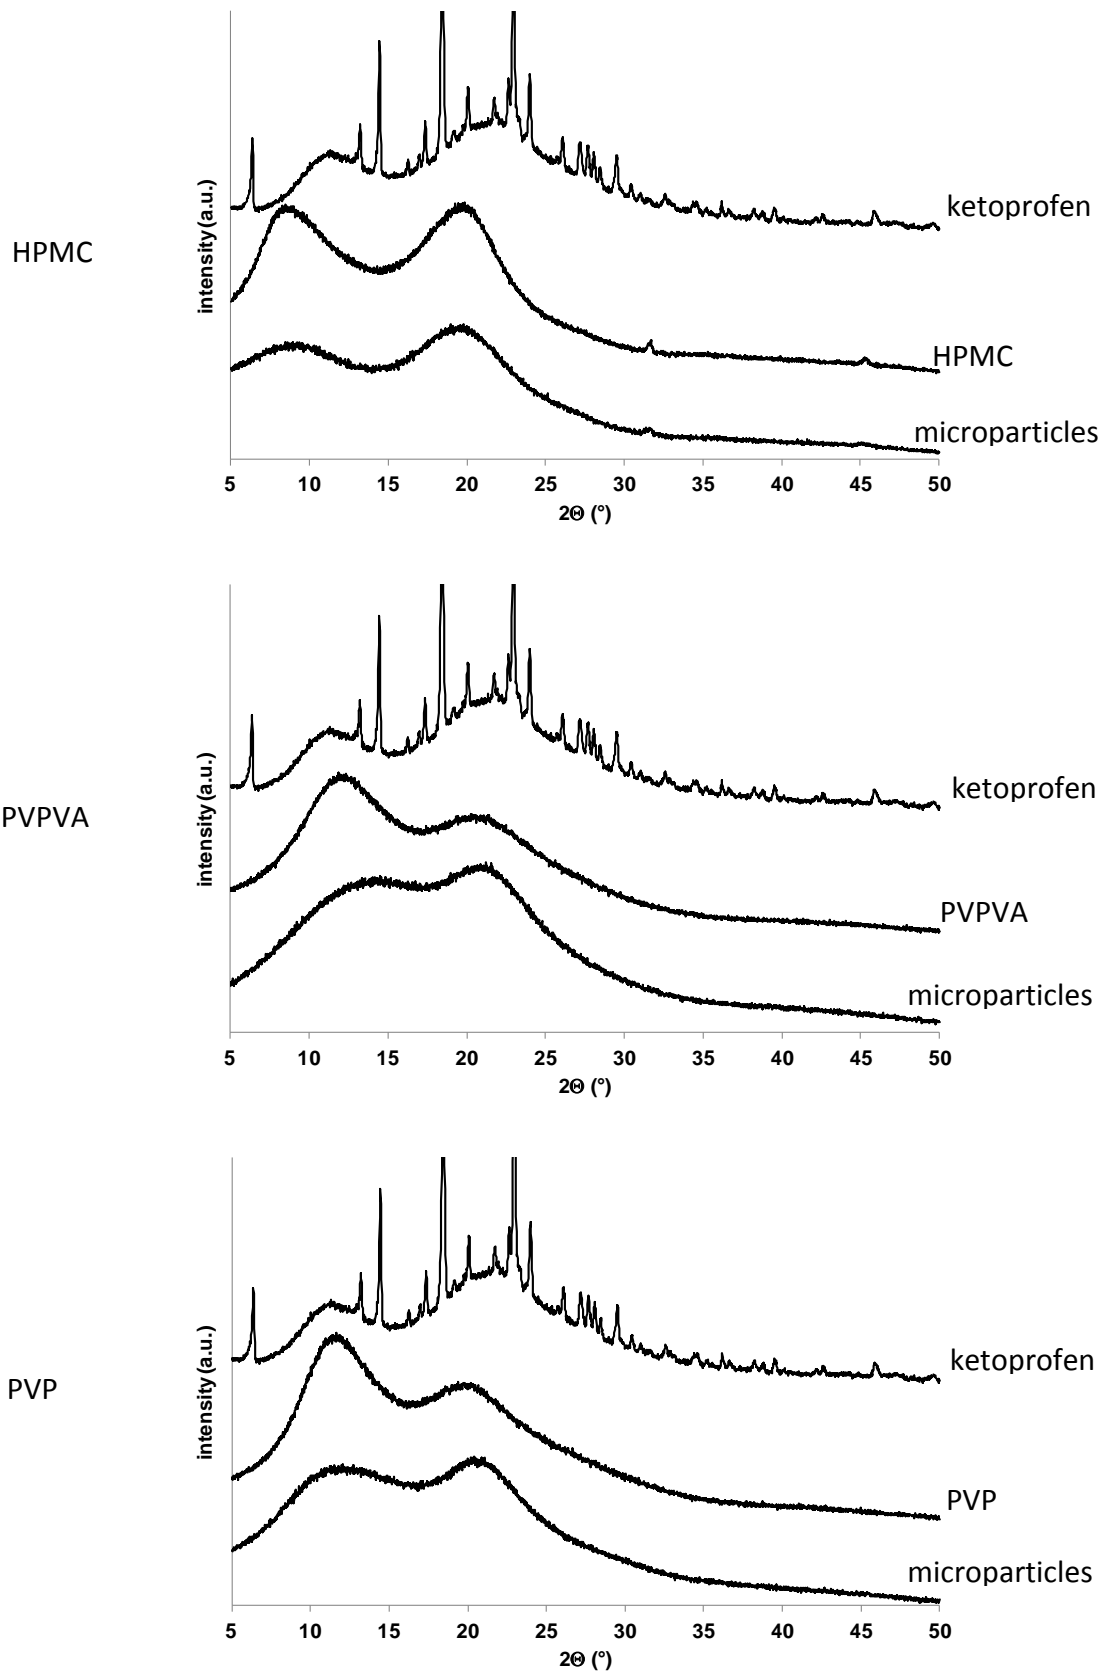 HPMC
intensity (a.u.)
ketoprofen
HPMC
microparticles
5 10 15 20 25 30 35 40 45 50
2Θ (°)
PVPVA
intensity (a.u.)
ketoprofen
PVPVA
microparticles
5 10 15 20 25 30 35 40 45 50
2Θ (°)
PVP
intensity (a.u.)
ketoprofen
PVP
microparticles
5 10 15 20 25 30 35 40 45 50
2Θ (°)